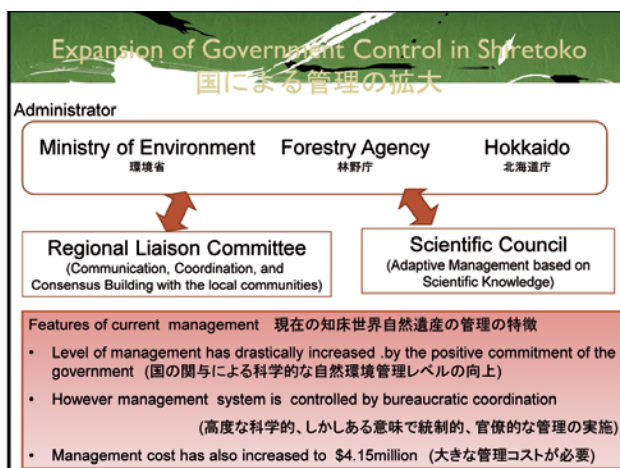 Expansion of Government Control in Shiretoko
国による管理の拡大
Administrator
Ministry of Environment Forestry Agency Hokkaido
環境省 林野庁 北海道庁
Regional Liaison Committee
(Communication, Coordination, and
Consensus Building with the local communities)
Scientific Council
(Adaptive Management based on
Scientific Knowledge)
Features of current management 現在の知床世界自然遺産の管理の特徴
• Level of management has drastically increased .by the positive commitment of the
government (国の関与による科学的な自然環境管理レベルの向上)
• However management system is controlled by bureaucratic coordination
(高度な科学的、しかしある意味で統制的、官僚的な管理の実施)
• Management cost has also increased to $4.15million (大きな管理コストが必要)